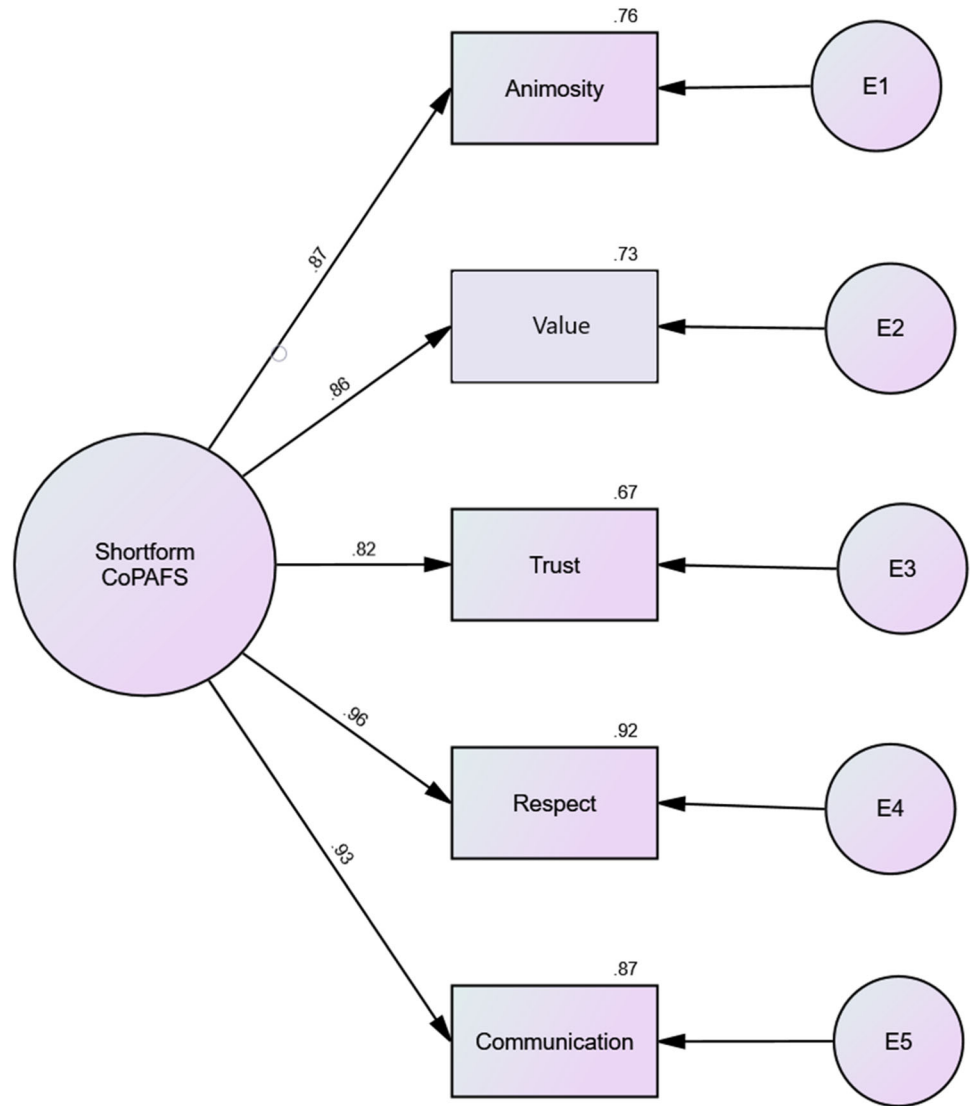 .76
Animosity
E1
.87
.73
Value
E2
.86
.67
Shortform
CoPAFS
.82
Trust
E3
.96
.92
Respect
E4
.93
.87
Communication
E5